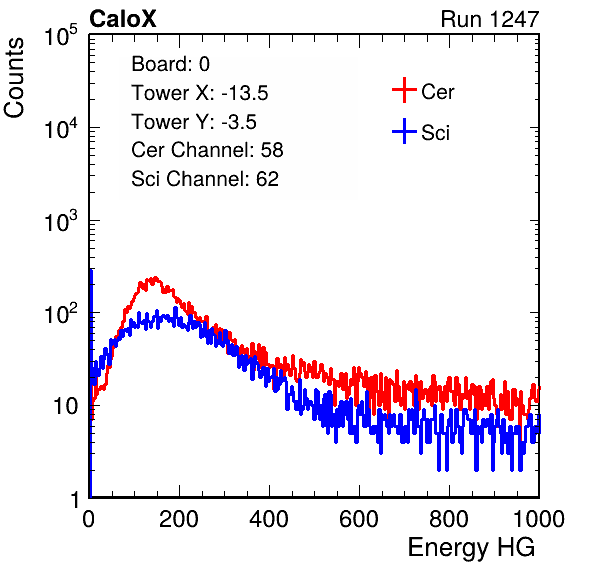 CaloX Run 1247
Counts
Board: 0
Tower X: -13.5
Tower Y: -3.5
Cer Channel: 58
Sci Channel: 62
Cer
Sci
10^5
10^4
10^3
10^2
10
1
0 200 400 600 800 1000
Energy HG